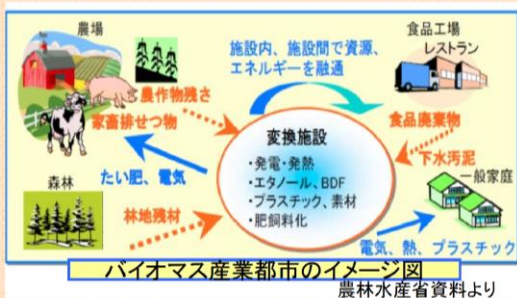 農場
食品工場
レストラン
施設内、施設間で資源、
エネルギーを融通
農作物残さ
家畜排せつ物
食品廃棄物
変換施設
・発電・発熱
・エタノール、BDF
・プラスチック、素材
・肥飼料化
下水汚泥
一般家庭
たい肥、電気
森林
林地残材
電気、熱、プラスチック
バイオマス産業都市のイメージ図
農林水産省資料より